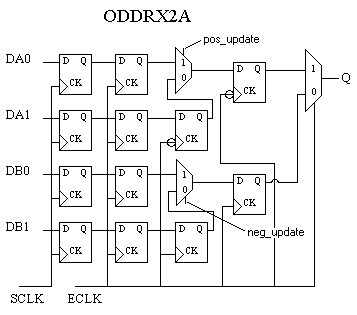 ODDRX2A
pos_update
DA0 D Q D Q 1 0 D Q 1 0
CK CK CK
Q
DA1 D Q D Q D Q
CK CK CK
DB0 D Q D Q 1 0 D Q
CK CK CK
DB1 D Q D Q D Q
CK CK CK
neg_update
SCLK ECLK